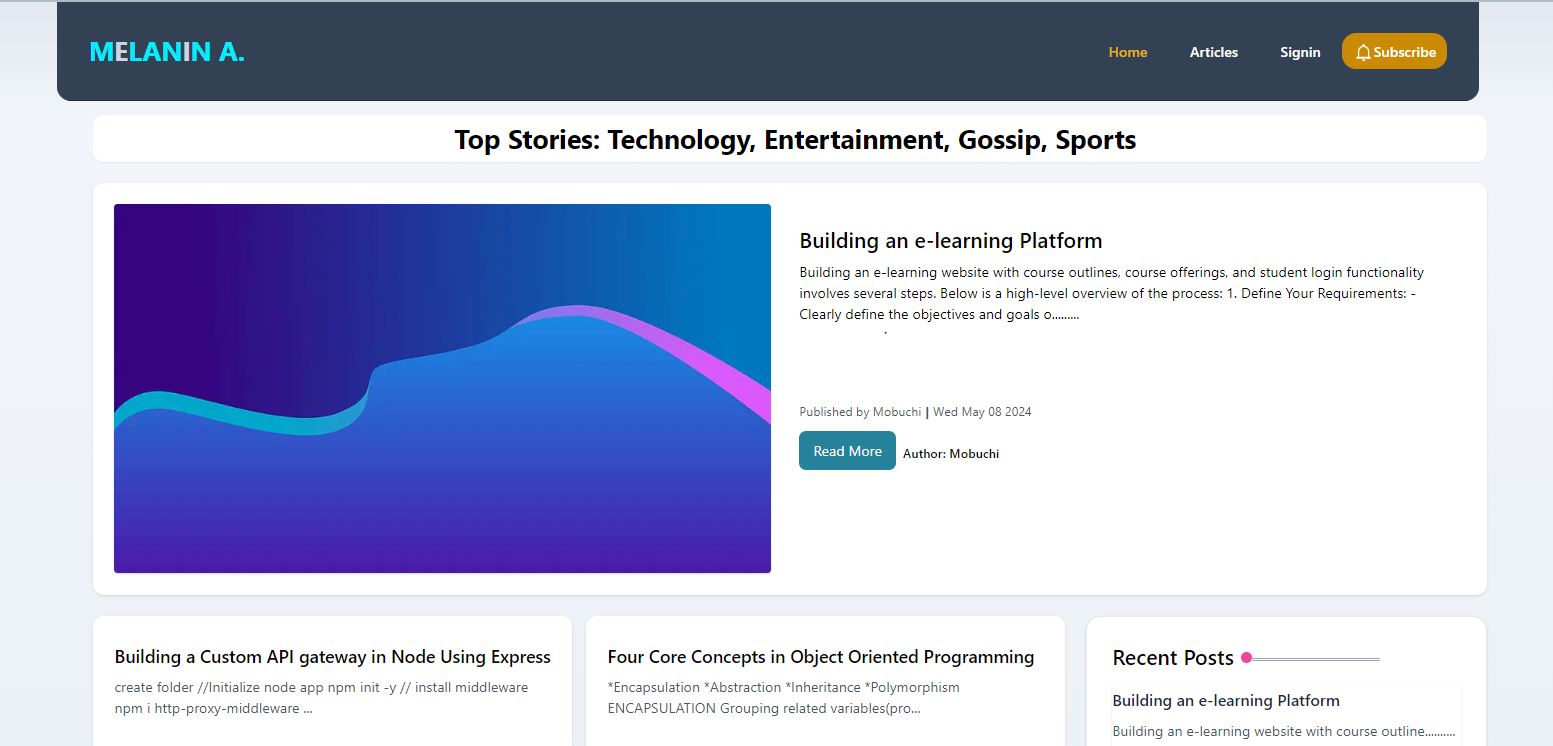 MELANIN A.
Home Articles Signin Subscribe
Top Stories: Technology, Entertainment, Gossip, Sports
Building an e-learning Platform
Building an e-learning website with course outlines, course offerings, and student login functionality
involves several steps. Below is a high-level overview of the process: 1. Define Your Requirements: -
Clearly define the objectives and goals o.........
.
Published by Mobuchi | Wed May 08 2024
Read More Author: Mobuchi
Building a Custom API gateway in Node Using Express
create folder //Initialize node app npm init -y // install middleware
npm i http-proxy-middleware ...
Four Core Concepts in Object Oriented Programming
*Encapsulation *Abstraction *Inheritance *Polymorphism
ENCAPSULATION Grouping related variables(pro...
Recent Posts
Building an e-learning Platform
Building an e-learning website with course outline..........